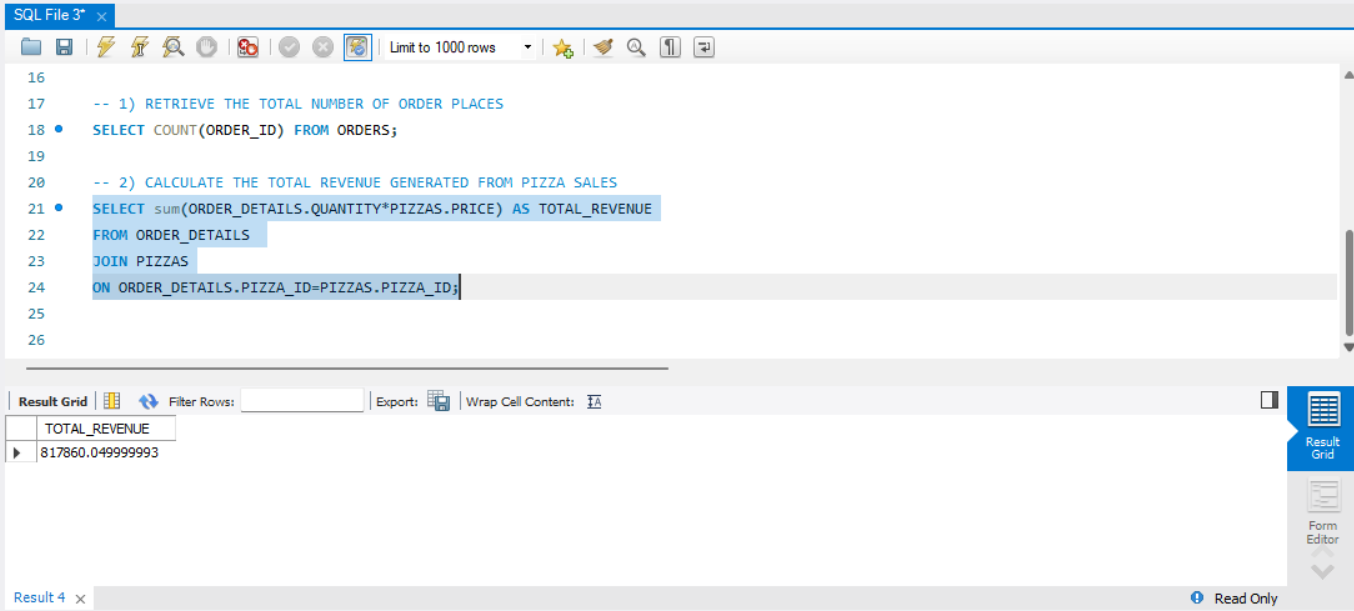 SQL File 3*
Limit to 1000 rows
16
17 -- 1) RETRIEVE THE TOTAL NUMBER OF ORDER PLACES
18 SELECT COUNT(ORDER_ID) FROM ORDERS;
19
20 -- 2) CALCULATE THE TOTAL REVENUE GENERATED FROM PIZZA SALES
21 SELECT sum(ORDER_DETAILS.QUANTITY*PIZZAS.PRICE) AS TOTAL_REVENUE
22 FROM ORDER_DETAILS
23 JOIN PIZZAS
24 ON ORDER_DETAILS.PIZZA_ID=PIZZAS.PIZZA_ID;
25
26
Result Grid Filter Rows: Export: Wrap Cell Content:
TOTAL_REVENUE
817860.049999993
Result
Grid
Form
Editor
Result 4 Read Only